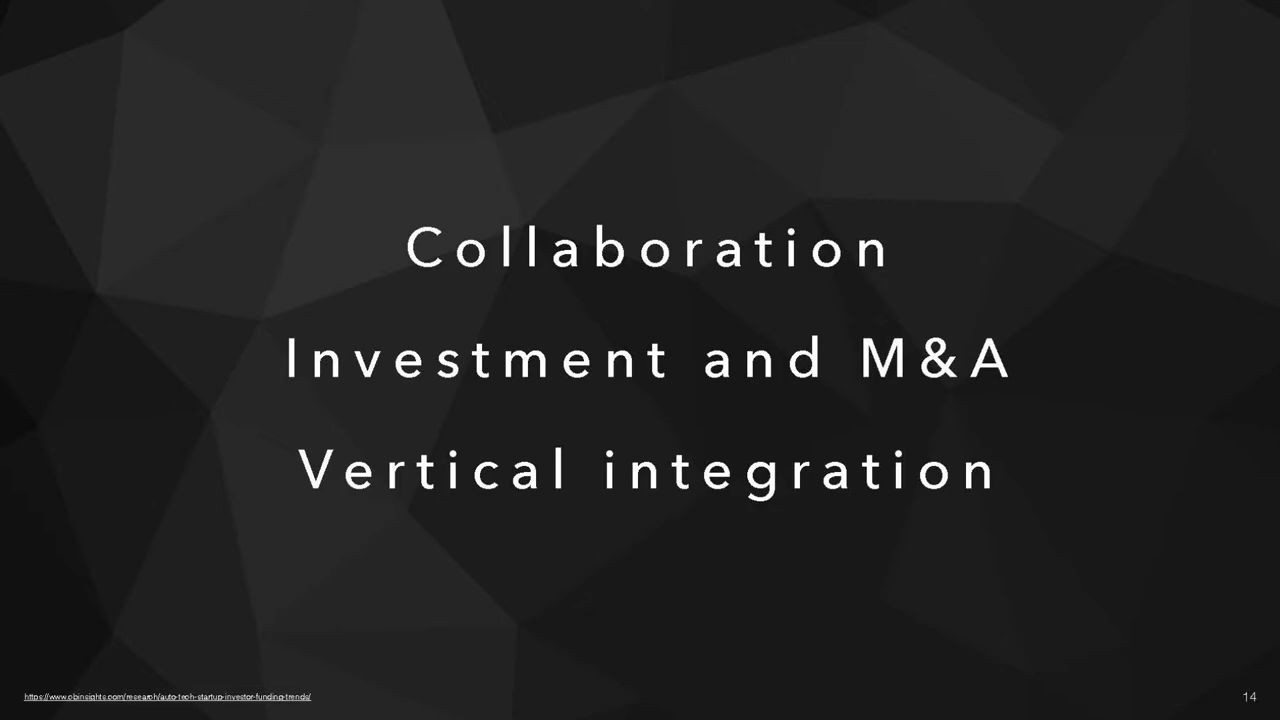 Collaboration
Investment and M&A
Vertical integration
https://www.cbinsights.com/research/auto-tech-startup-investor-funding-trends/
14